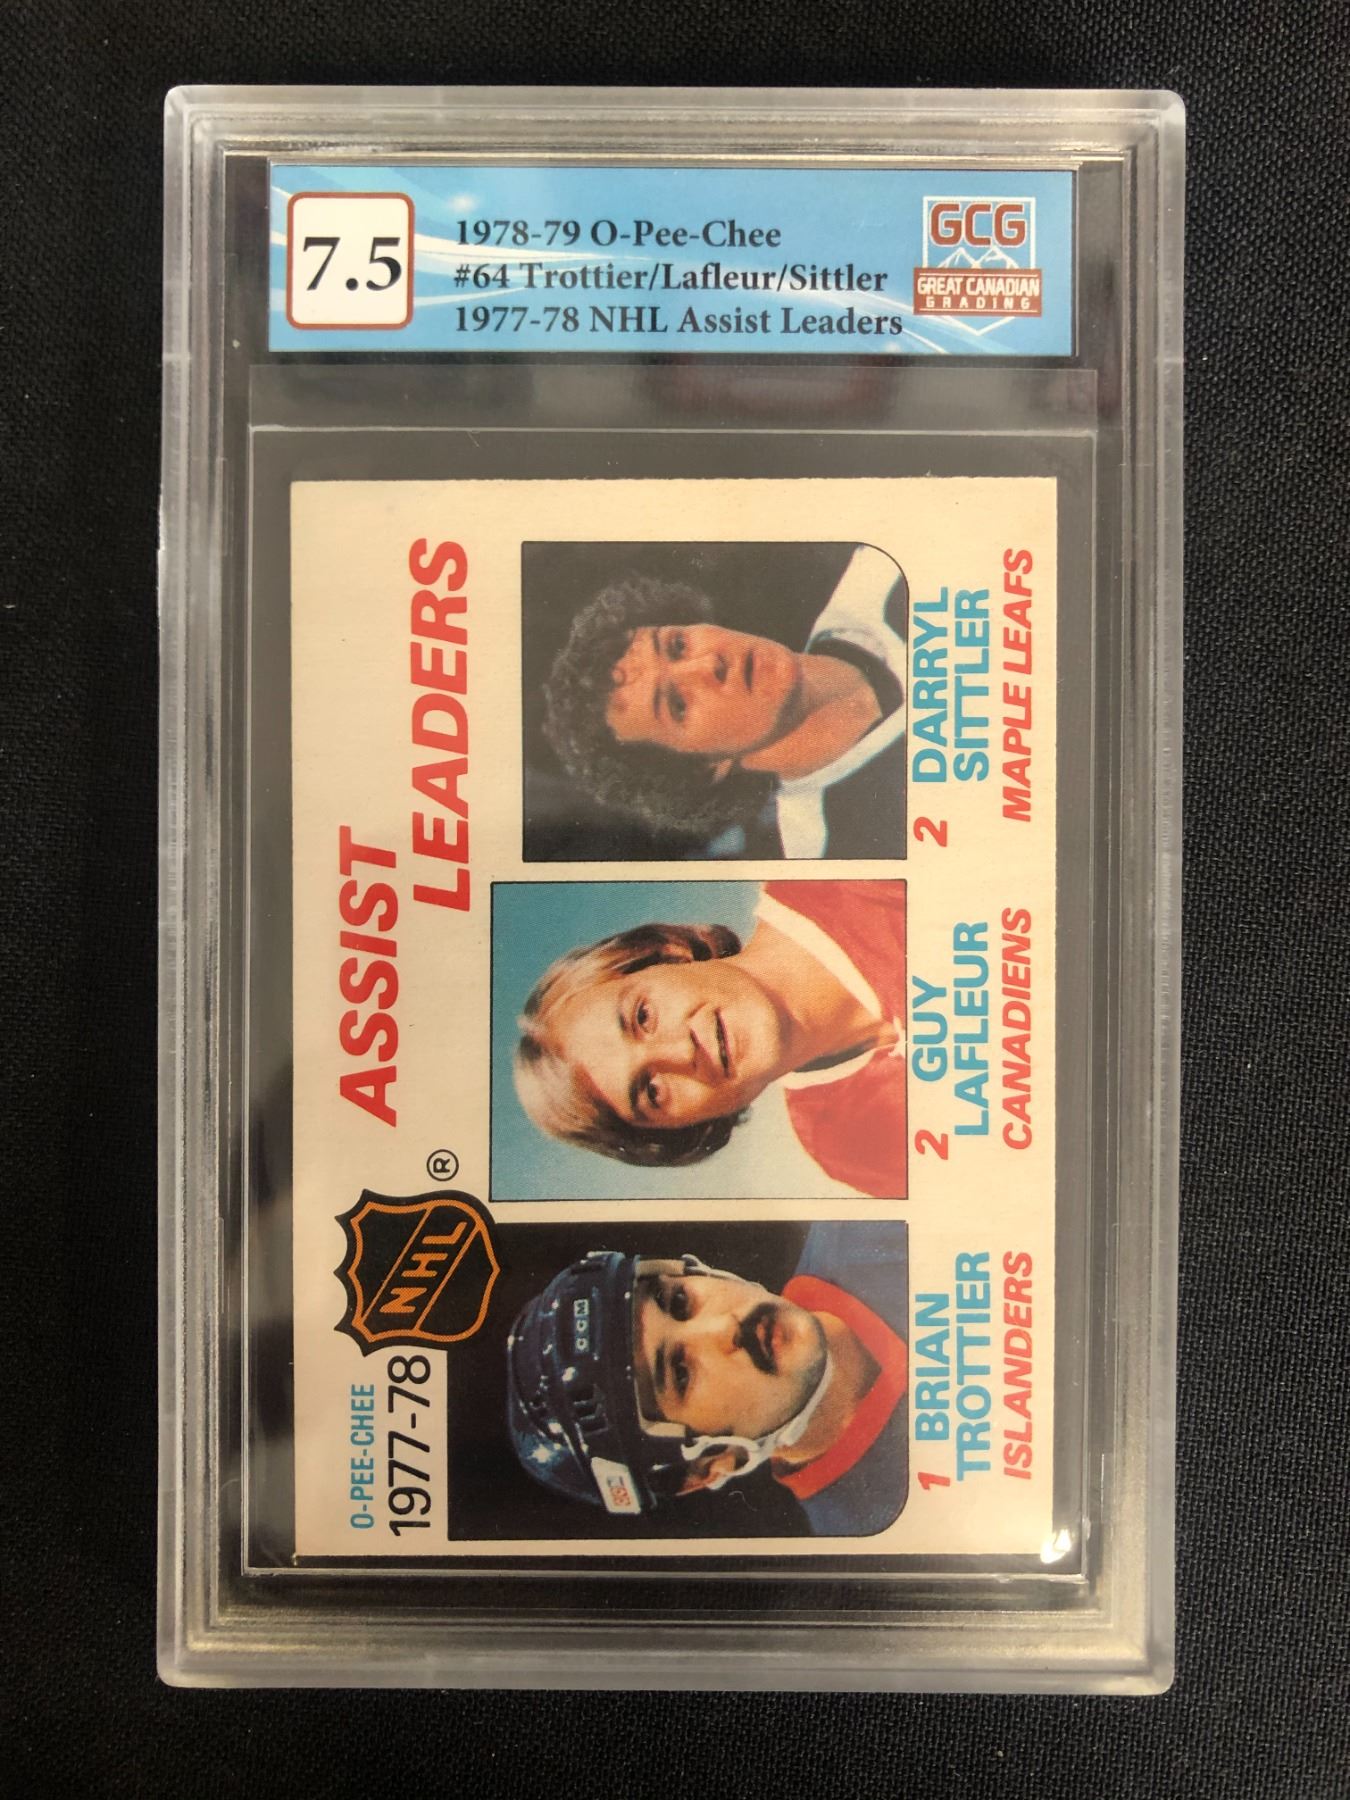 7.5
1978-79 O-Pee-Chee
#64 Trottier/Lafleur/Sittler
1977-78 NHL Assist Leaders
GCG
GREAT CANADIAN
GRADING
O-PEE-CHEE
1977-78
NHL
®
ASSIST
LEADERS
CCM
1 BRIAN
TROTTIER
ISLANDERS
2 GUY
LAFLEUR
CANADIENS
2 DARRYL
SITTLER
MAPLE LEAFS